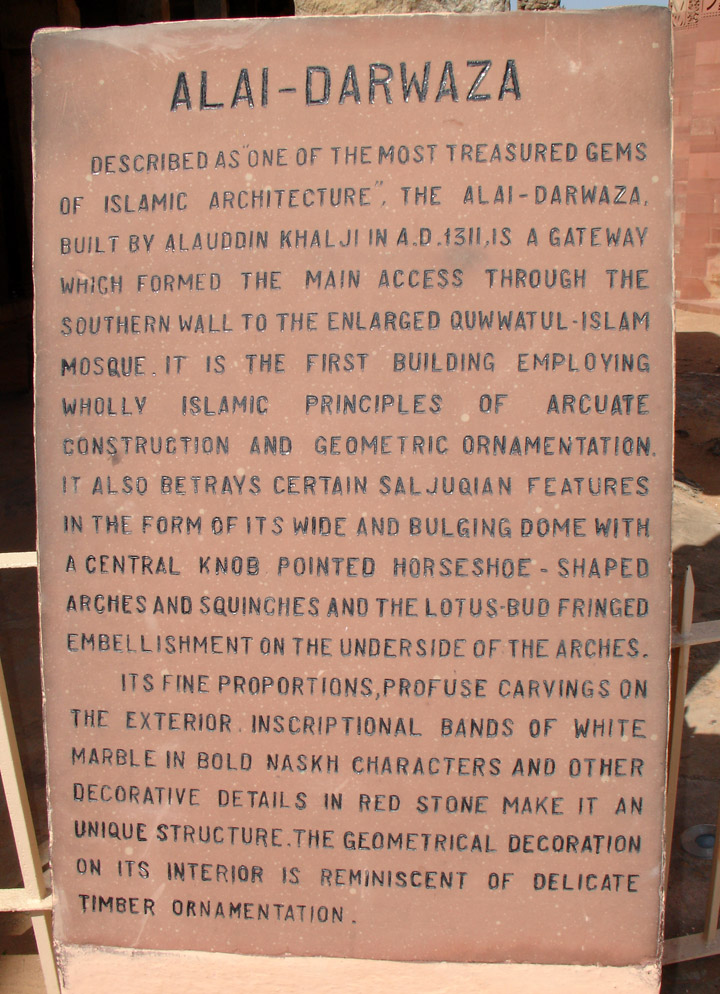 ALAI-DARWAZA
DESCRIBED AS "ONE OF THE MOST TREASURED GEMS
OF ISLAMIC ARCHITECTURE", THE ALAI-DARWAZA,
BUILT BY ALAUDDIN KHALJI IN A.D.1311, IS A GATEWAY
WHICH FORMED THE MAIN ACCESS THROUGH THE
SOUTHERN WALL TO THE ENLARGED QUWWATUL-ISLAM
MOSQUE. IT IS THE FIRST BUILDING EMPLOYING
WHOLLY ISLAMIC PRINCIPLES OF ARCUATE
CONSTRUCTION AND GEOMETRIC ORNAMENTATION.
IT ALSO BETRAYS CERTAIN SALJUQIAN FEATURES
IN THE FORM OF ITS WIDE AND BULGING DOME WITH
A CENTRAL KNOB POINTED HORSESHOE-SHAPED
ARCHES AND SQUINCHES AND THE LOTUS-BUD FRINGED
EMBELLISHMENT ON THE UNDERSIDE OF THE ARCHES.
ITS FINE PROPORTIONS, PROFUSE CARVINGS ON
THE EXTERIOR. INSCRIPTIONAL BANDS OF WHITE
MARBLE IN BOLD NASKH CHARACTERS AND OTHER
DECORATIVE DETAILS IN RED STONE MAKE IT AN
UNIQUE STRUCTURE. THE GEOMETRICAL DECORATION
ON ITS INTERIOR IS REMINISCENT OF DELICATE
TIMBER ORNAMENTATION.